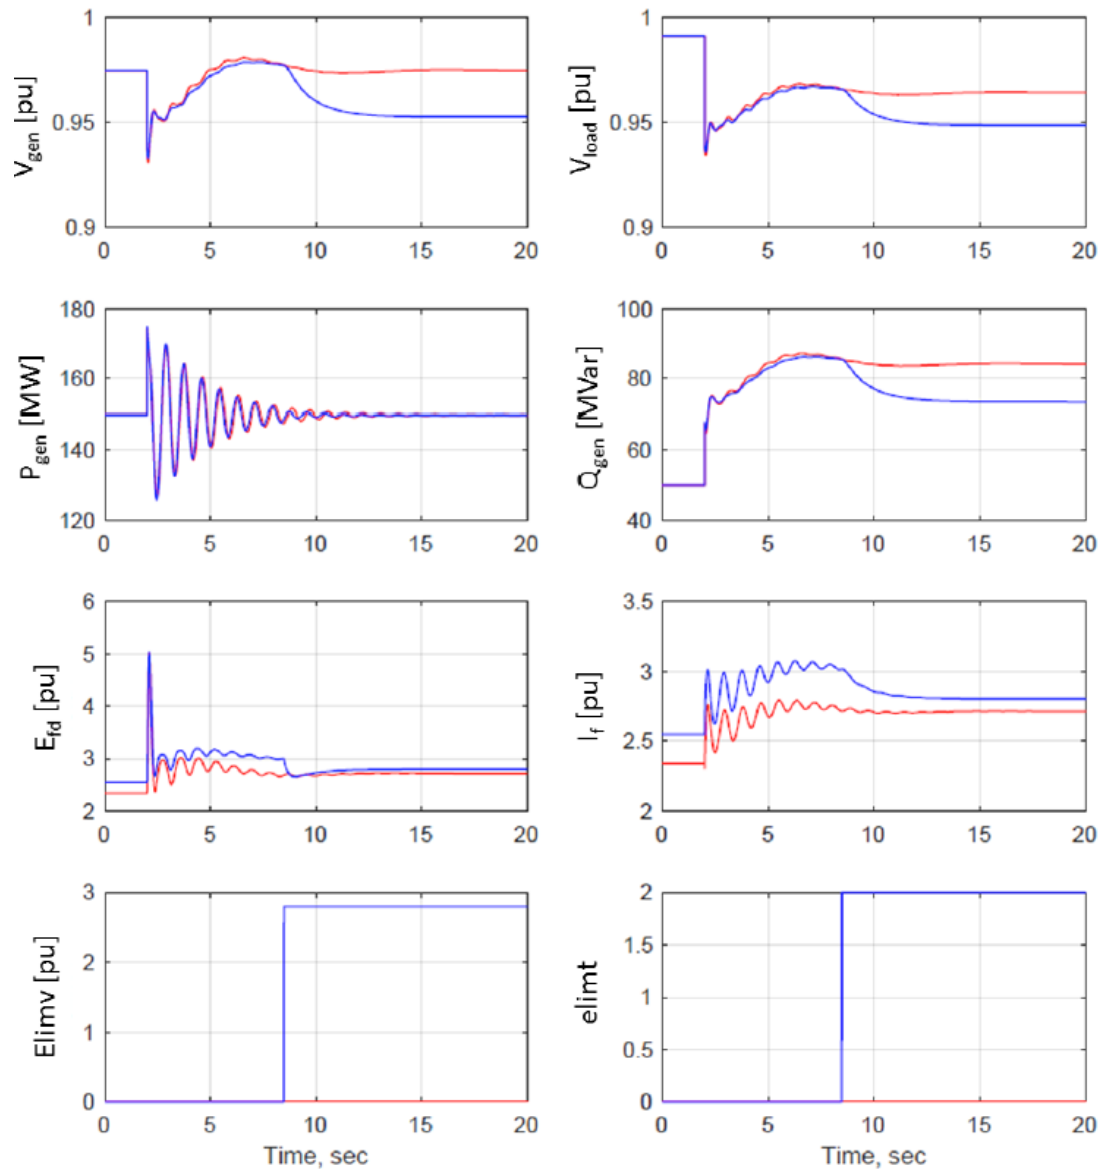 V_gen [pu]
1
0.95
0.9
0 5 10 15 20
V_load [pu]
1
0.95
0.9
0 5 10 15 20
P_gen [MW]
180
160
140
120
0 5 10 15 20
Q_gen [MVar]
100
80
60
40
0 5 10 15 20
E_fd [pu]
6
5
4
3
2
0 5 10 15 20
I_f [pu]
3.5
3
2.5
2
0 5 10 15 20
Elimv [pu]
3
2
1
0
0 5 10 15 20
Time, sec
elimt
2
1.5
1
0.5
0
0 5 10 15 20
Time, sec